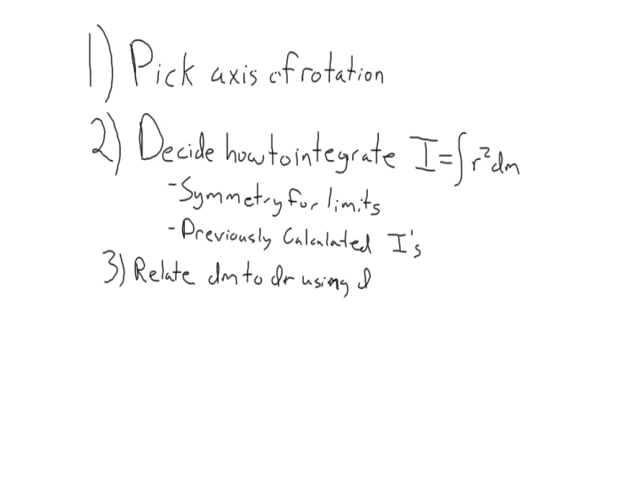 1) Pick axis of rotation
2) Decide how to integrate I=∫r²dm
-Symmetry for limits
-Previously Calculated I's
3) Relate dm to dr using